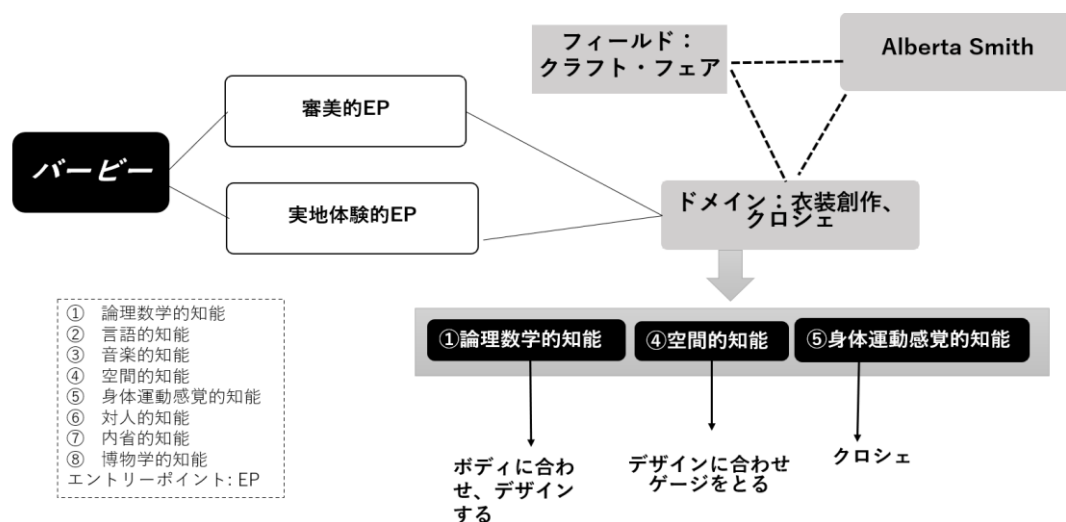 フィールド：
クラフト・フェア
Alberta Smith
審美的EP
バービー
実地体験的EP
ドメイン：衣装創作、
クロシェ
① 論理数学的知能
② 言語的知能
③ 音楽的知能
④ 空間的知能
⑤ 身体運動感覚的知能
⑥ 対人的知能
⑦ 内省的知能
⑧ 博物学的知能
エントリーポイント: EP
①論理数学的知能
④空間的知能
⑤身体運動感覚的知能
ボディに合わ
せ、デザイン
する
デザインに合わせ
ゲージをとる
クロシェ